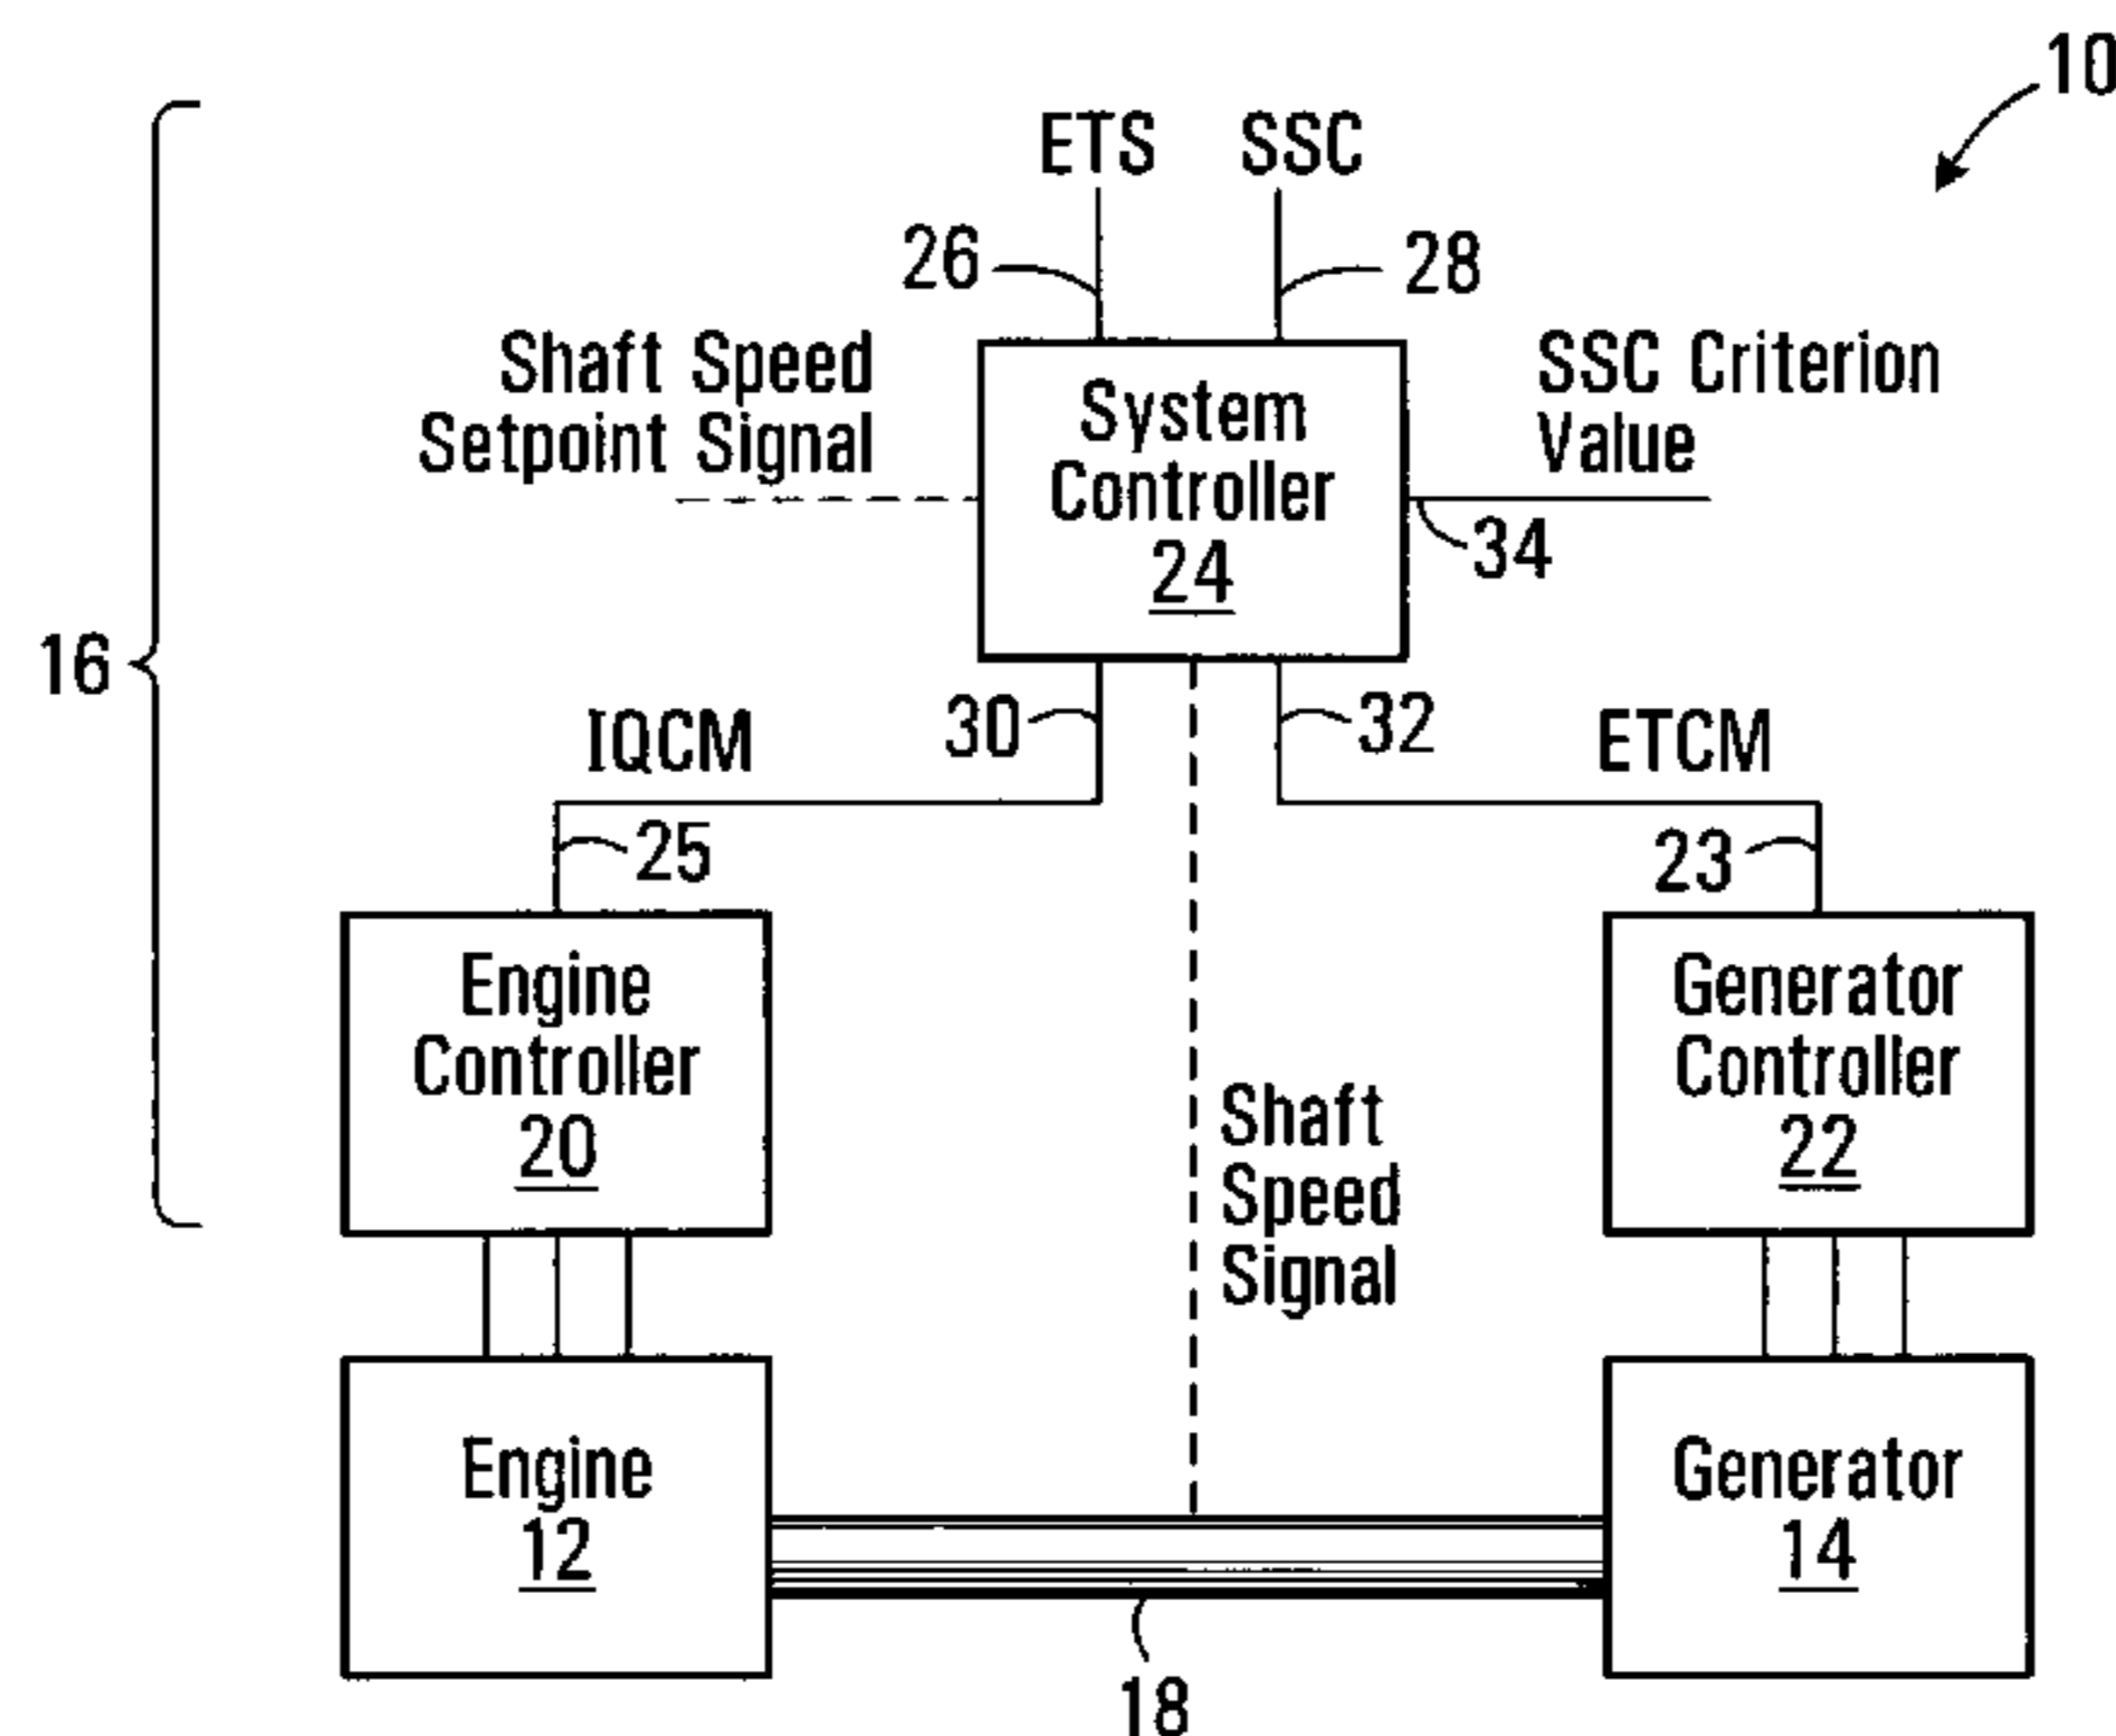 10
ETS SSC
26 28
Shaft Speed
Setpoint Signal
System
Controller
24
SSC Criterion
Value
34
16
30 32
IQCM ETCM
25 23
Engine
Controller
20
Generator
Controller
22
Shaft
Speed
Signal
Engine
12
Generator
14
18